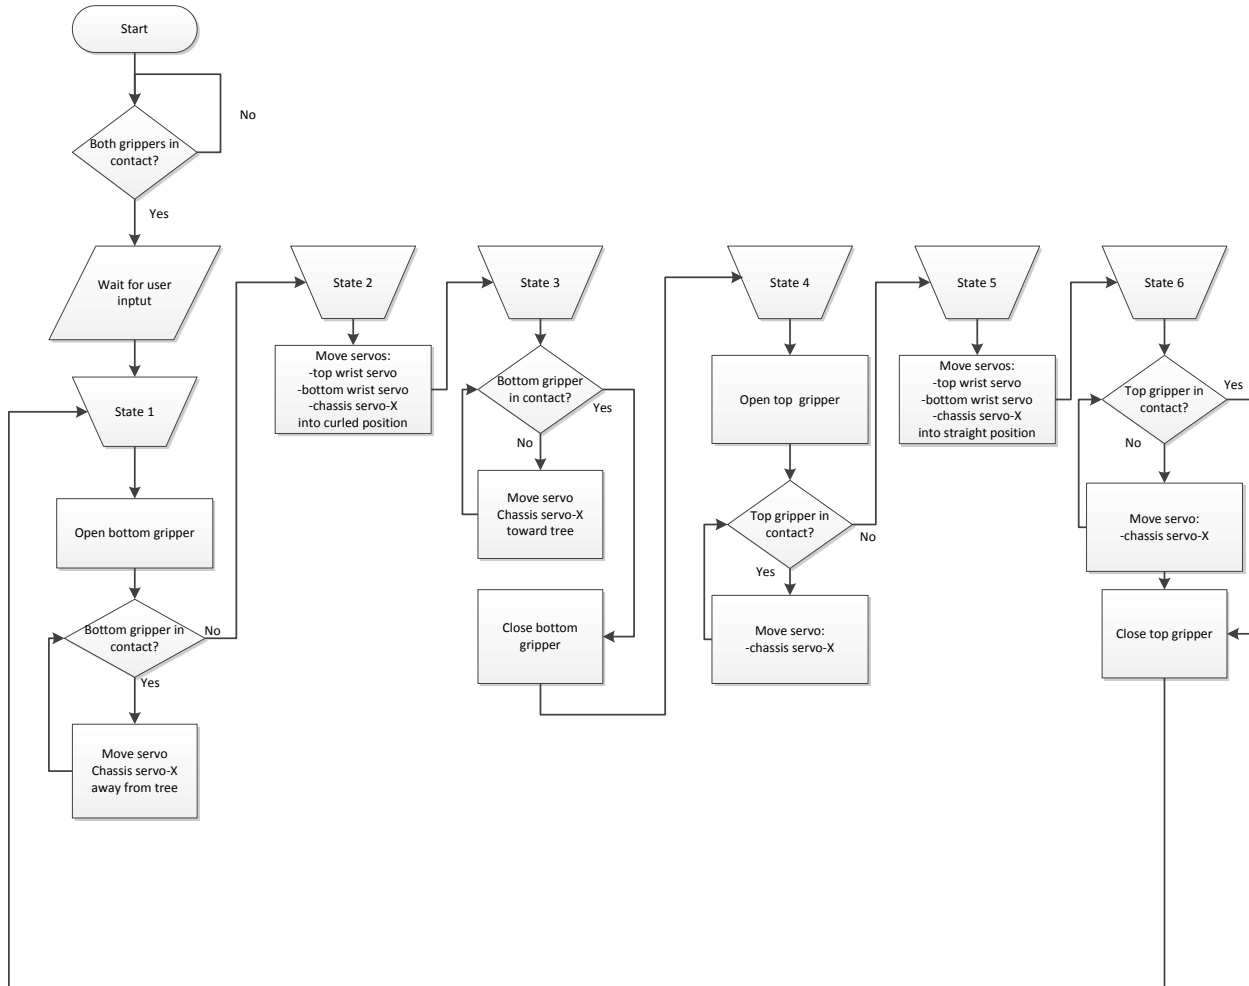 Start
Both grippers in
contact?
No
Yes
Wait for user
inptut
State 1
Open bottom gripper
Bottom gripper in
contact?
No
Yes
Move servo
Chassis servo-X
away from tree
State 2
Move servos:
-top wrist servo
-bottom wrist servo
-chassis servo-X
into curled position
State 3
Bottom gripper
in contact?
Yes
No
Move servo
Chassis servo-X
toward tree
Close bottom
gripper
State 4
Open top  gripper
Top gripper in
contact?
No
Yes
Move servo:
-chassis servo-X
State 5
Move servos:
-top wrist servo
-bottom wrist servo
-chassis servo-X
into straight position
State 6
Top gripper in
contact?
Yes
No
Move servo:
-chassis servo-X
Close top gripper